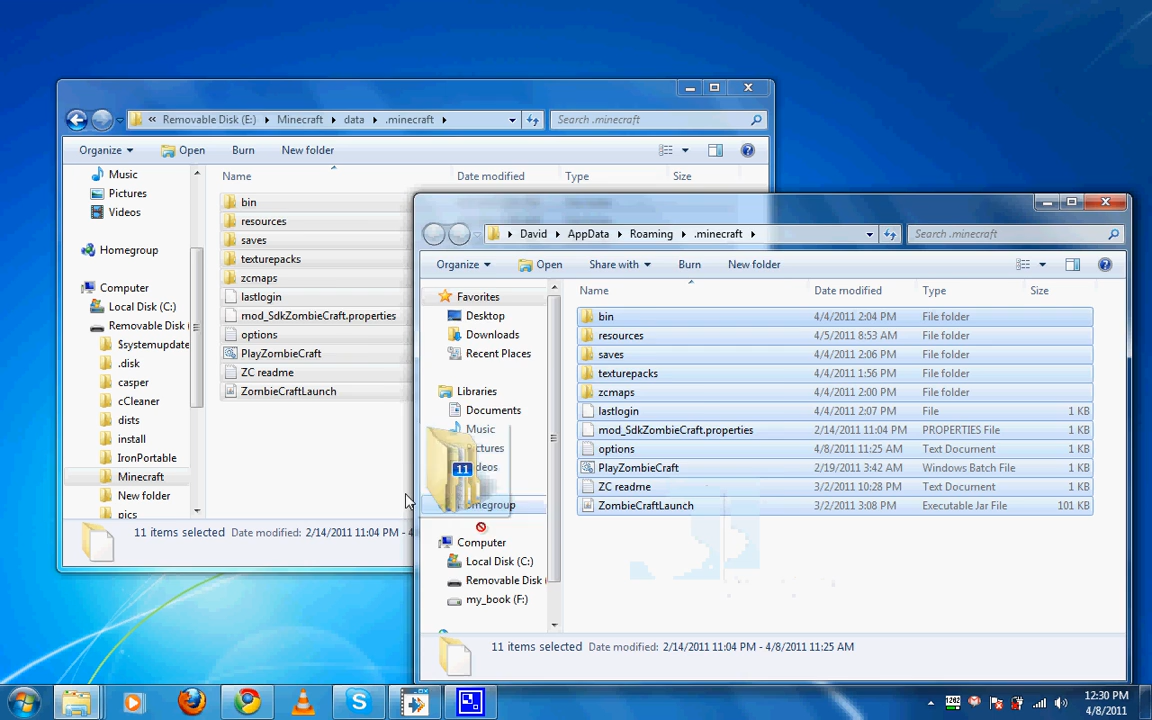 « Removable Disk (E:) Minecraft data .minecraft Search .minecraft
Organize Open Burn New folder
Name Date modified Type Size
Music
Pictures
Videos
Homegroup
Computer
Local Disk (C:)
Removable Disk
$systemupdate
.disk
casper
cCleaner
dists
install
IronPortable
Minecraft
New folder
pics
bin
resources
saves
texturepacks
zcmaps
lastlogin
mod_SdkZombieCraft.properties
options
PlayZombieCraft
ZC readme
ZombieCraftLaunch
11 items selected Date modified: 2/14/2011 11:04 PM - 4
David AppData Roaming .minecraft Search .minecraft
Organize Open Share with Burn New folder
Name Date modified Type Size
Favorites
Desktop
Downloads
Recent Places
Libraries
Documents
Music
ctures
deos
megroup
11
Computer
Local Disk (C:)
Removable Disk
my_book (F:)
bin 4/4/2011 2:04 PM File folder
resources 4/5/2011 8:53 AM File folder
saves 4/4/2011 2:06 PM File folder
texturepacks 4/4/2011 1:56 PM File folder
zcmaps 4/4/2011 2:00 PM File folder
lastlogin 4/4/2011 2:07 PM File 1 KB
mod_SdkZombieCraft.properties 2/14/2011 11:04 PM PROPERTIES File 1 KB
options 4/8/2011 11:25 AM Text Document 1 KB
PlayZombieCraft 2/19/2011 3:42 AM Windows Batch File 1 KB
ZC readme 3/2/2011 10:28 PM Text Document 1 KB
ZombieCraftLaunch 3/2/2011 3:08 PM Executable Jar File 101 KB
11 items selected Date modified: 2/14/2011 11:04 PM - 4/8/2011 11:25 AM
12:30 PM
4/8/2011